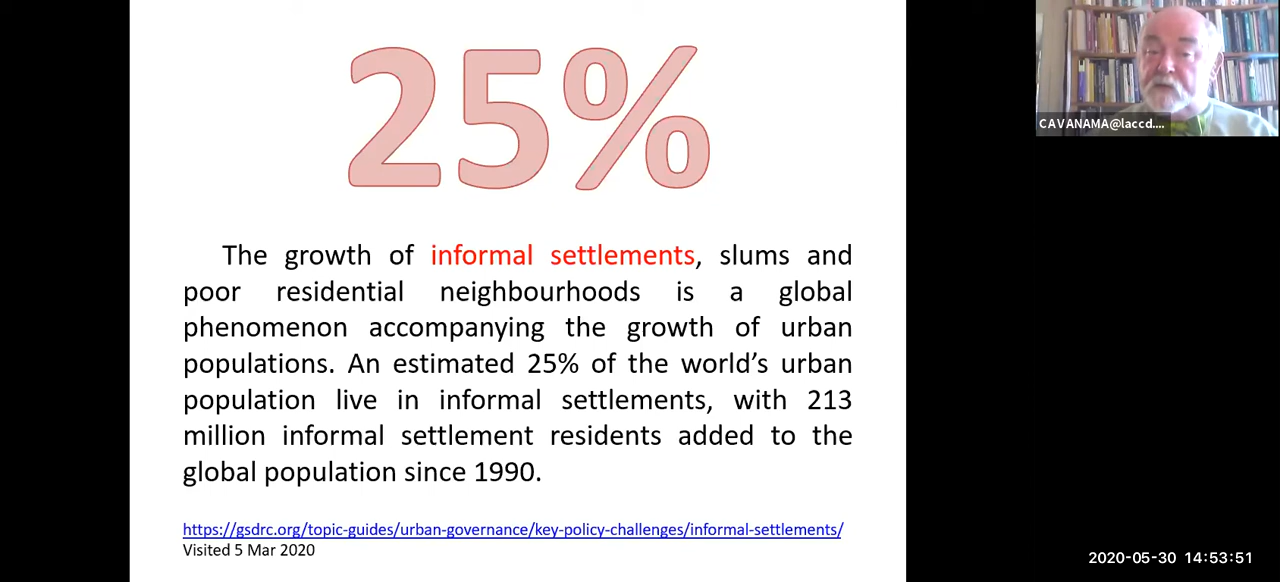 25%
The growth of informal settlements, slums and
poor residential neighbourhoods is a global
phenomenon accompanying the growth of urban
populations. An estimated 25% of the world's urban
population live in informal settlements, with 213
million informal settlement residents added to the
global population since 1990.
https://gsdrc.org/topic-guides/urban-governance/key-policy-challenges/informal-settlements/
Visited 5 Mar 2020
CAVANAMA@laccd....
2020-05-30 14:53:51